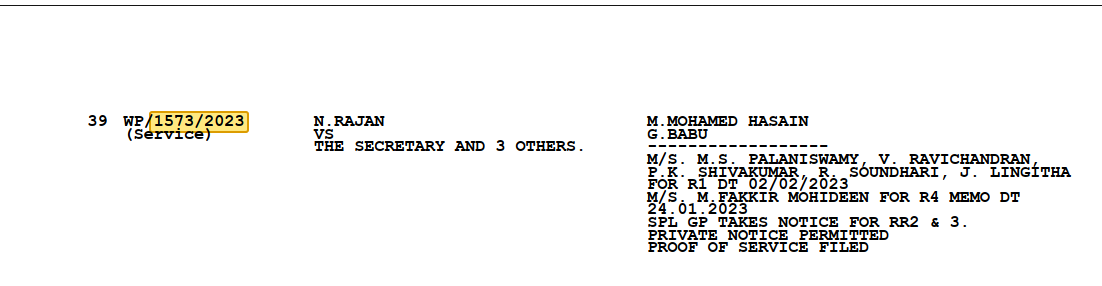 39 WP/1573/2023 N.RAJAN M.MOHAMED HASAIN
(Service) VS G.BABU
THE SECRETARY AND 3 OTHERS. ------------------
M/S. M.S. PALANISWAMY, V. RAVICHANDRAN,
P.K. SHIVAKUMAR, R. SOUNDHARI, J. LINGITHA
FOR R1 DT 02/02/2023
M/S. M.FAKKIR MOHIDEEN FOR R4 MEMO DT
24.01.2023
SPL GP TAKES NOTICE FOR RR2 & 3.
PRIVATE NOTICE PERMITTED
PROOF OF SERVICE FILED